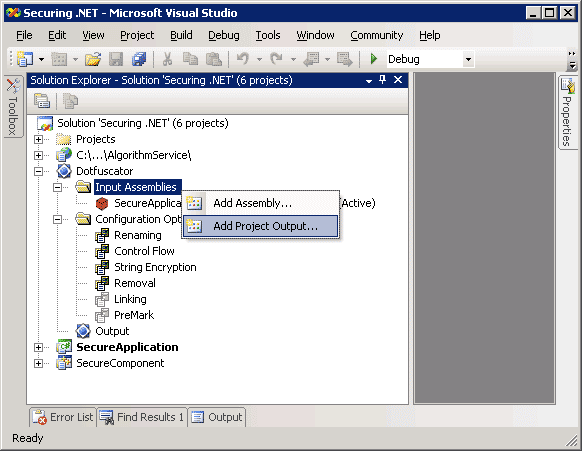 Securing .NET - Microsoft Visual Studio
File Edit View Project Build Debug Tools Window Community Help
Debug
Toolbox
Solution Explorer - Solution 'Securing .NET' (6 projects)
Properties
Solution 'Securing .NET' (6 projects)
Projects
C:\...\AlgorithmService\
Dotfuscator
Input Assemblies
SecureApplica
(Active)
Add Assembly...
Add Project Output...
Configuration Opt
Renaming
Control Flow
String Encryption
Removal
Linking
PreMark
Output
SecureApplication
SecureComponent
Error List Find Results 1 Output
Ready